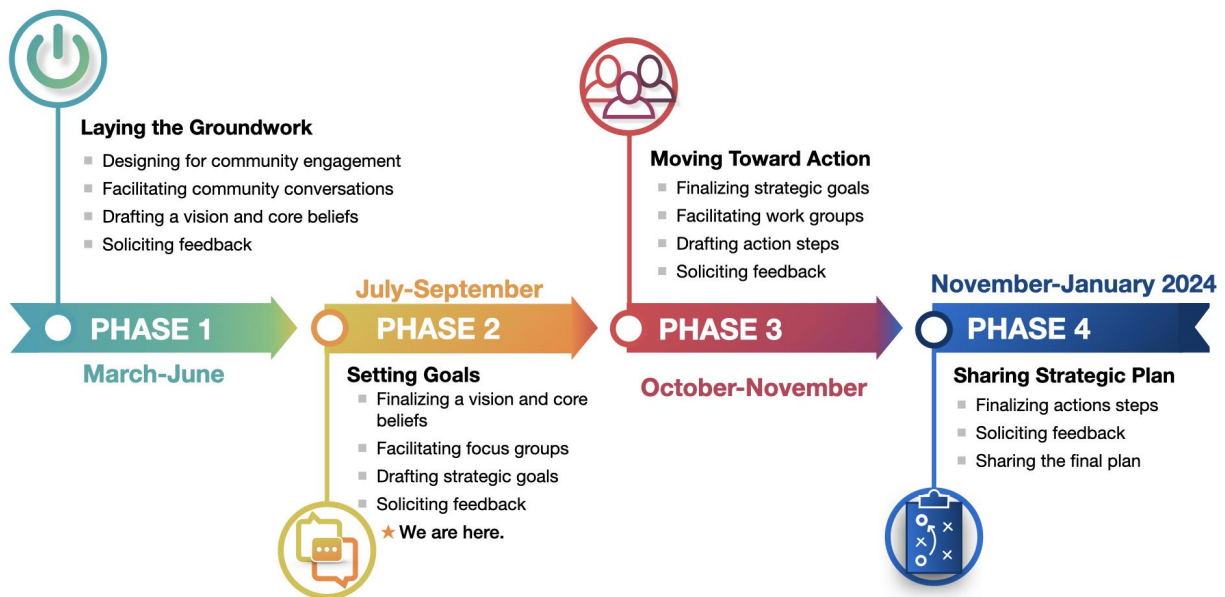 Laying the Groundwork
Designing for community engagement
Facilitating community conversations
Drafting a vision and core beliefs
Soliciting feedback
PHASE 1
March-June
July-September
PHASE 2
Setting Goals
Finalizing a vision and core
beliefs
Facilitating focus groups
Drafting strategic goals
Soliciting feedback
We are here.
Moving Toward Action
Finalizing strategic goals
Facilitating work groups
Drafting action steps
Soliciting feedback
PHASE 3
October-November
November-January 2024
PHASE 4
Sharing Strategic Plan
Finalizing actions steps
Soliciting feedback
Sharing the final plan